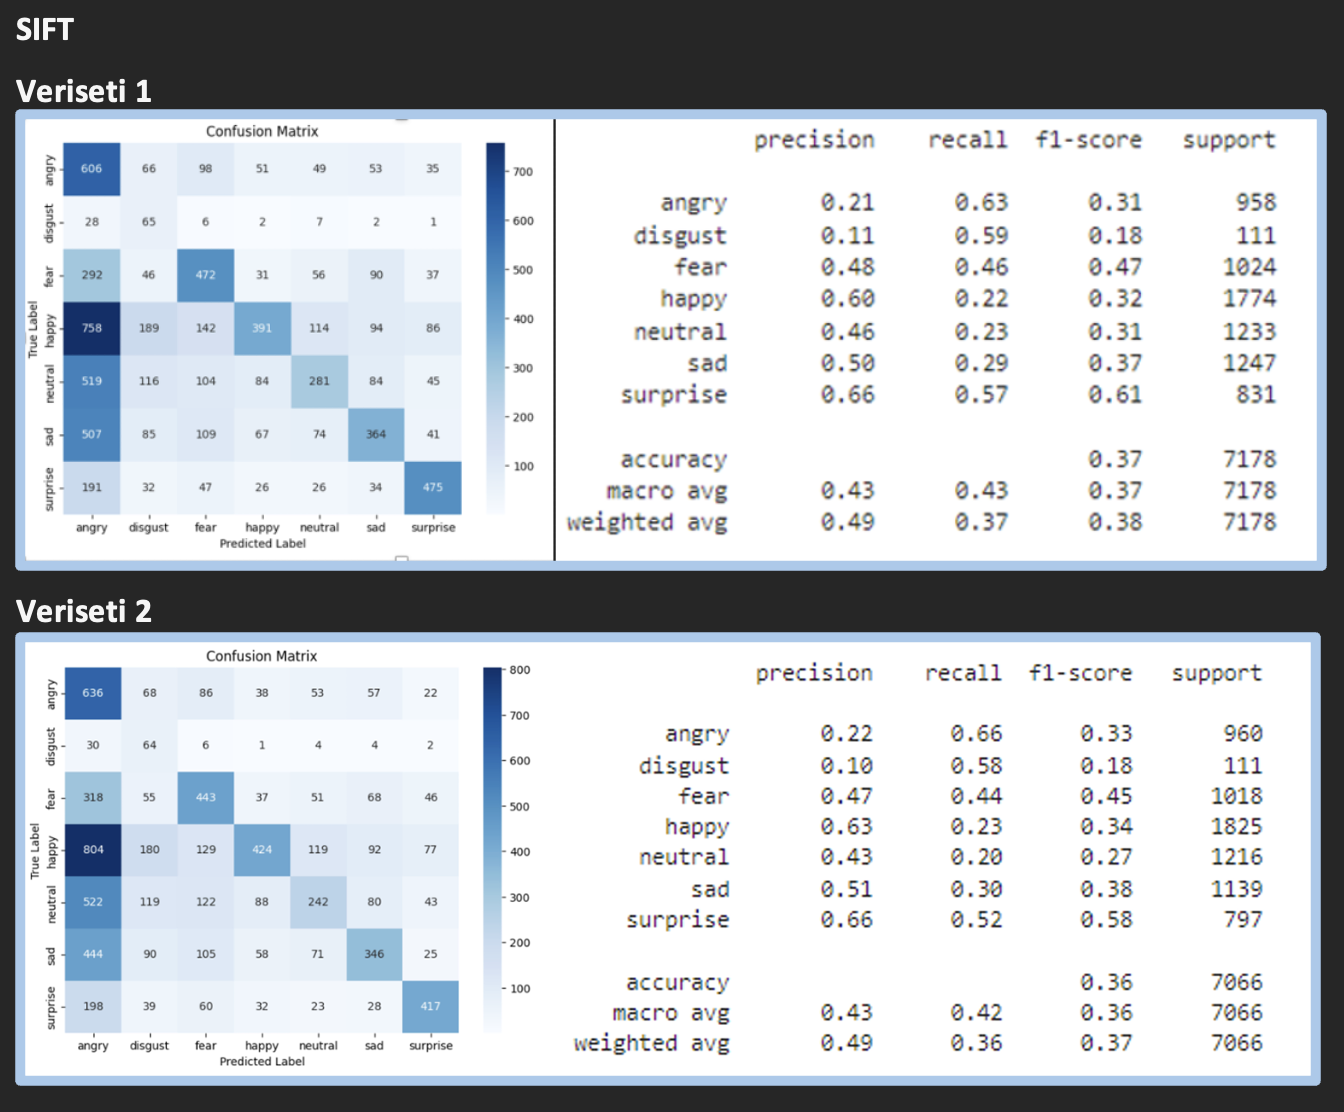 SIFT
Veriseti 1
Confusion Matrix
angry 606 66 98 51 49 53 35
disgust 28 65 6 2 7 2 1
fear 292 46 472 31 56 90 37
happy 758 189 142 391 114 94 86
neutral 519 116 104 84 281 84 45
sad 507 85 109 67 74 364 41
surprise 191 32 47 26 26 34 475
angry disgust fear happy neutral sad surprise
Predicted Label
True Label
700
600
500
400
300
200
100
precision recall f1-score support
angry 0.21 0.63 0.31 958
disgust 0.11 0.59 0.18 111
fear 0.48 0.46 0.47 1024
happy 0.60 0.22 0.32 1774
neutral 0.46 0.23 0.31 1233
sad 0.50 0.29 0.37 1247
surprise 0.66 0.57 0.61 831
accuracy 0.37 7178
macro avg 0.43 0.43 0.37 7178
weighted avg 0.49 0.37 0.38 7178
Veriseti 2
Confusion Matrix
angry 636 68 86 38 53 57 22
disgust 30 64 6 1 4 4 2
fear 318 55 443 37 51 68 46
happy 804 180 129 424 119 92 77
neutral 522 119 122 88 242 80 43
sad 444 90 105 58 71 346 25
surprise 198 39 60 32 23 28 417
angry disgust fear happy neutral sad surprise
Predicted Label
True Label
800
700
600
500
400
300
200
100
precision recall f1-score support
angry 0.22 0.66 0.33 960
disgust 0.10 0.58 0.18 111
fear 0.47 0.44 0.45 1018
happy 0.63 0.23 0.34 1825
neutral 0.43 0.20 0.27 1216
sad 0.51 0.30 0.38 1139
surprise 0.66 0.52 0.58 797
accuracy 0.36 7066
macro avg 0.43 0.42 0.36 7066
weighted avg 0.49 0.36 0.37 7066